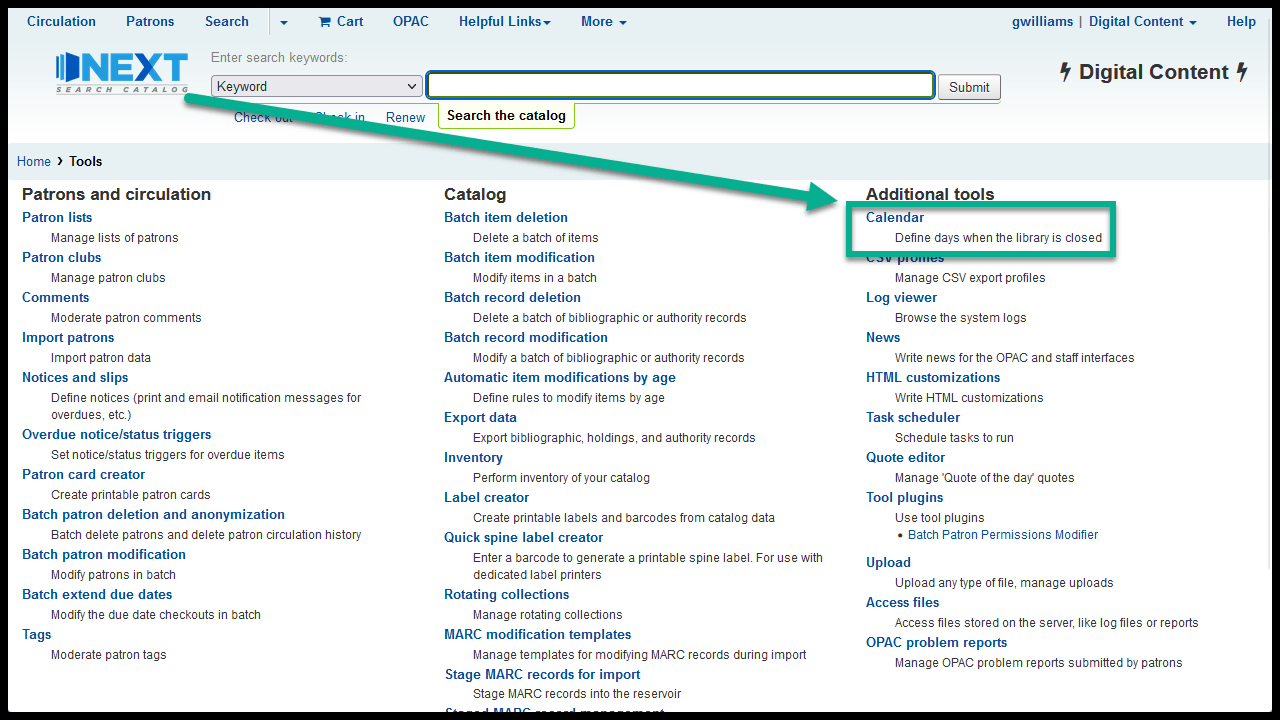 Circulation
Patrons
Search
Cart
OPAC
Helpful Links
More
gwilliams | Digital Content
Help
NEXT
SEARCH CATALOG
Enter search keywords:
Keyword
Submit
Digital Content
Check out
Check in
Renew
Search the catalog
Home › Tools
Patrons and circulation
Patron lists
Manage lists of patrons
Patron clubs
Manage patron clubs
Comments
Moderate patron comments
Import patrons
Import patron data
Notices and slips
Define notices (print and email notification messages for
overdues, etc.)
Overdue notice/status triggers
Set notice/status triggers for overdue items
Patron card creator
Create printable patron cards
Batch patron deletion and anonymization
Batch delete patrons and delete patron circulation history
Batch patron modification
Modify patrons in batch
Batch extend due dates
Modify the due date checkouts in batch
Tags
Moderate patron tags
Catalog
Batch item deletion
Delete a batch of items
Batch item modification
Modify items in a batch
Batch record deletion
Delete a batch of bibliographic or authority records
Batch record modification
Modify a batch of bibliographic or authority records
Automatic item modifications by age
Define rules to modify items by age
Export data
Export bibliographic, holdings, and authority records
Inventory
Perform inventory of your catalog
Label creator
Create printable labels and barcodes from catalog data
Quick spine label creator
Enter a barcode to generate a printable spine label. For use with
dedicated label printers
Rotating collections
Manage rotating collections
MARC modification templates
Manage templates for modifying MARC records during import
Stage MARC records for import
Stage MARC records into the reservoir
Staged MARC record management
Additional tools
Calendar
Define days when the library is closed
CSV profiles
Manage CSV export profiles
Log viewer
Browse the system logs
News
Write news for the OPAC and staff interfaces
HTML customizations
Write HTML customizations
Task scheduler
Schedule tasks to run
Quote editor
Manage 'Quote of the day' quotes
Tool plugins
Use tool plugins
• Batch Patron Permissions Modifier
Upload
Upload any type of file, manage uploads
Access files
Access files stored on the server, like log files or reports
OPAC problem reports
Manage OPAC problem reports submitted by patrons